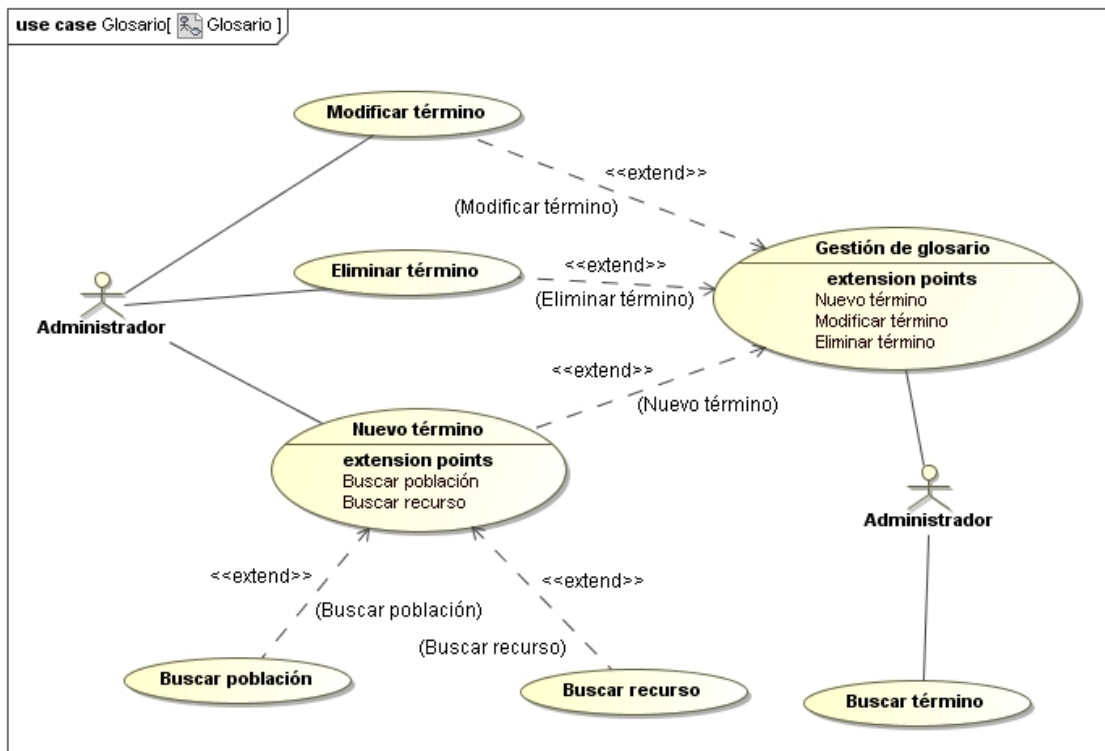 use case Glosario[ Glosario ]
Modificar término
<<extend>>
(Modificar término)
Gestión de glosario
extension points
Nuevo término
Modificar término
Eliminar término
Eliminar término
<<extend>>
(Eliminar término)
Administrador
<<extend>>
(Nuevo término)
Nuevo término
extension points
Buscar población
Buscar recurso
Administrador
<<extend>>
(Buscar población)
<<extend>>
(Buscar recurso)
Buscar población
Buscar recurso
Buscar término